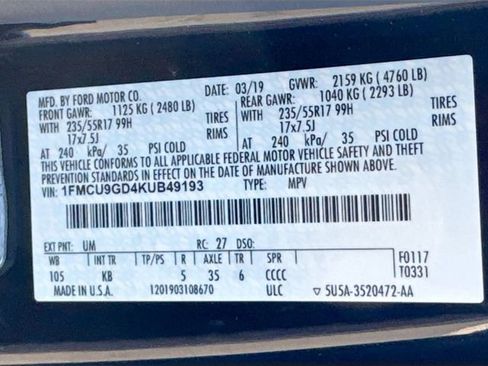 MFD. BY FORD MOTOR CO. DATE: 03/19 GVWR: 2159 KG (4760 LB)
FRONT GAWR: 1125 KG (2480 LB) REAR GAWR: 1040 KG (2293 LB)
WITH 235/55R17 99H TIRES WITH 235/55R17 99H TIRES
17x7.5J RIMS 17x7.5J RIMS
AT 240 kPa/ 35 PSI COLD AT 240 kPa/ 35 PSI COLD
THIS VEHICLE CONFORMS TO ALL APPLICABLE FEDERAL MOTOR VEHICLE SAFETY AND THEFT
PREVENTION STANDARDS IN EFFECT ON THE DATE OF MANUFACTURE SHOWN ABOVE.
VIN: 1FMCU9GD4KUB49193 TYPE: MPV
EXT PNT: UM RC: 27 DSO:
WB INT TR TP/PS R AXLE TR SPR F0117
105 KB 5 35 6 CCCC T0331
MADE IN U.S.A. 1201903108670 ULC ▽ 5U5A-3520472-AA